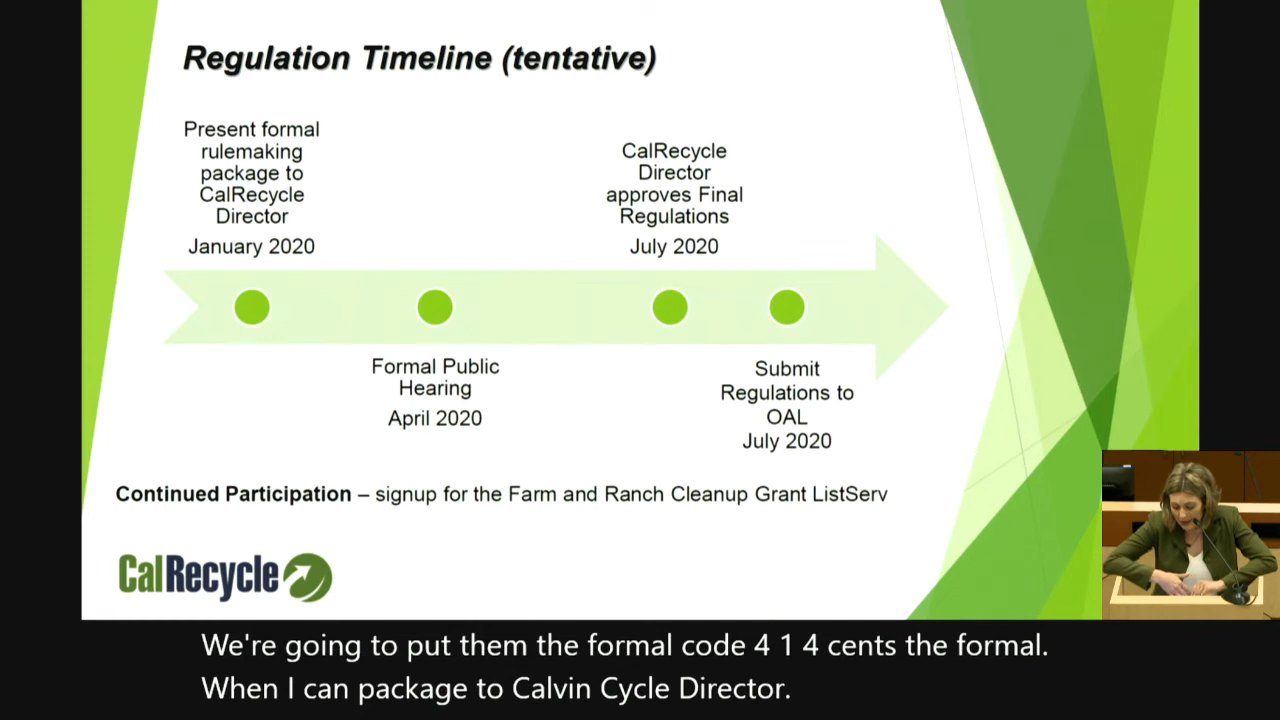 Regulation Timeline (tentative)
Present formal
rulemaking
package to
CalRecycle
Director
January 2020
CalRecycle
Director
approves Final
Regulations
July 2020
Formal Public
Hearing
April 2020
Submit
Regulations to
OAL
July 2020
Continued Participation – signup for the Farm and Ranch Cleanup Grant ListServ
CalRecycle
We're going to put them the formal code 4 1 4 cents the formal.
When I can package to Calvin Cycle Director.